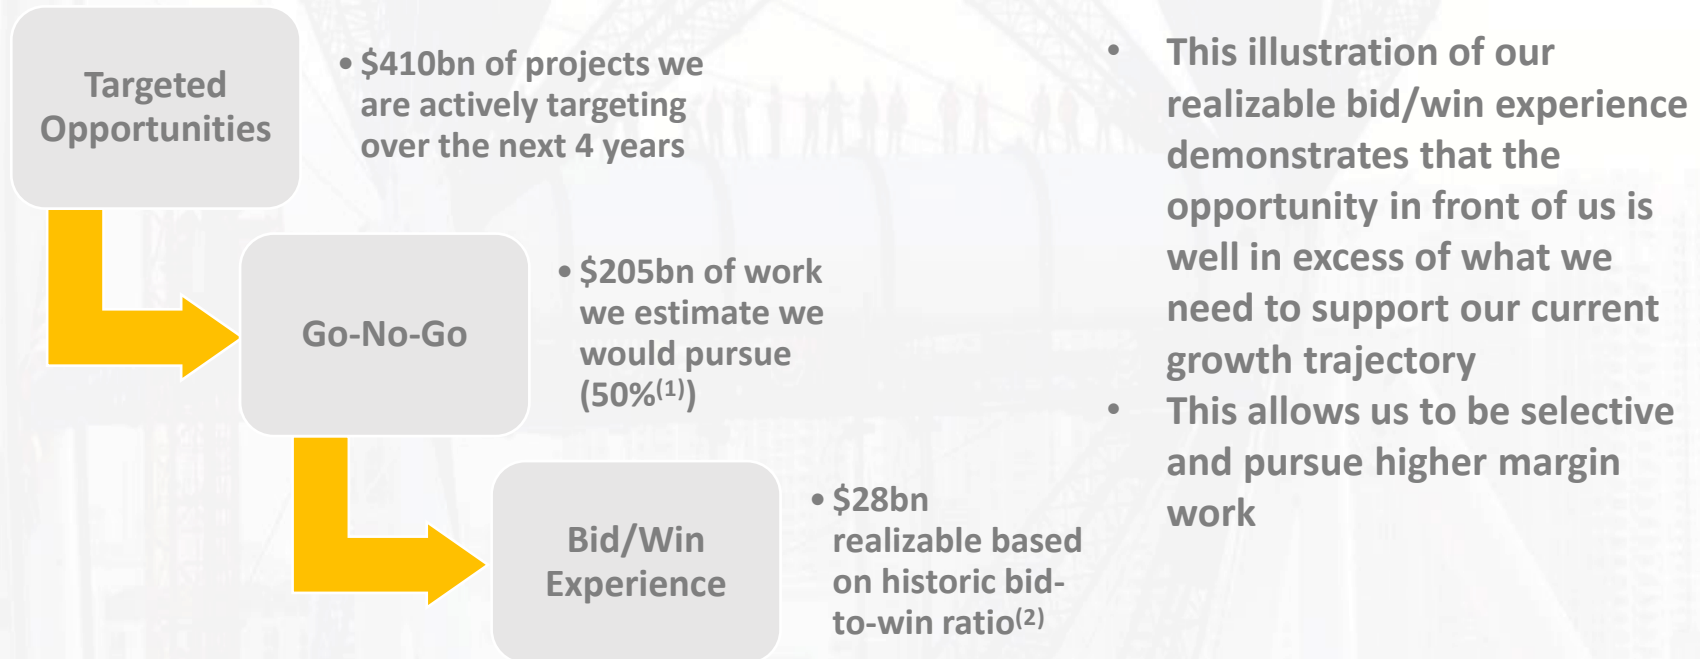 Targeted
Opportunities
• $410bn of projects we
are actively targeting
over the next 4 years
Go-No-Go
• $205bn of work
we estimate we
would pursue
(50%(1))
Bid/Win
Experience
• $28bn
realizable based
on historic bid-
to-win ratio(2)
• This illustration of our
realizable bid/win experience
demonstrates that the
opportunity in front of us is
well in excess of what we
need to support our current
growth trajectory
• This allows us to be selective
and pursue higher margin
work